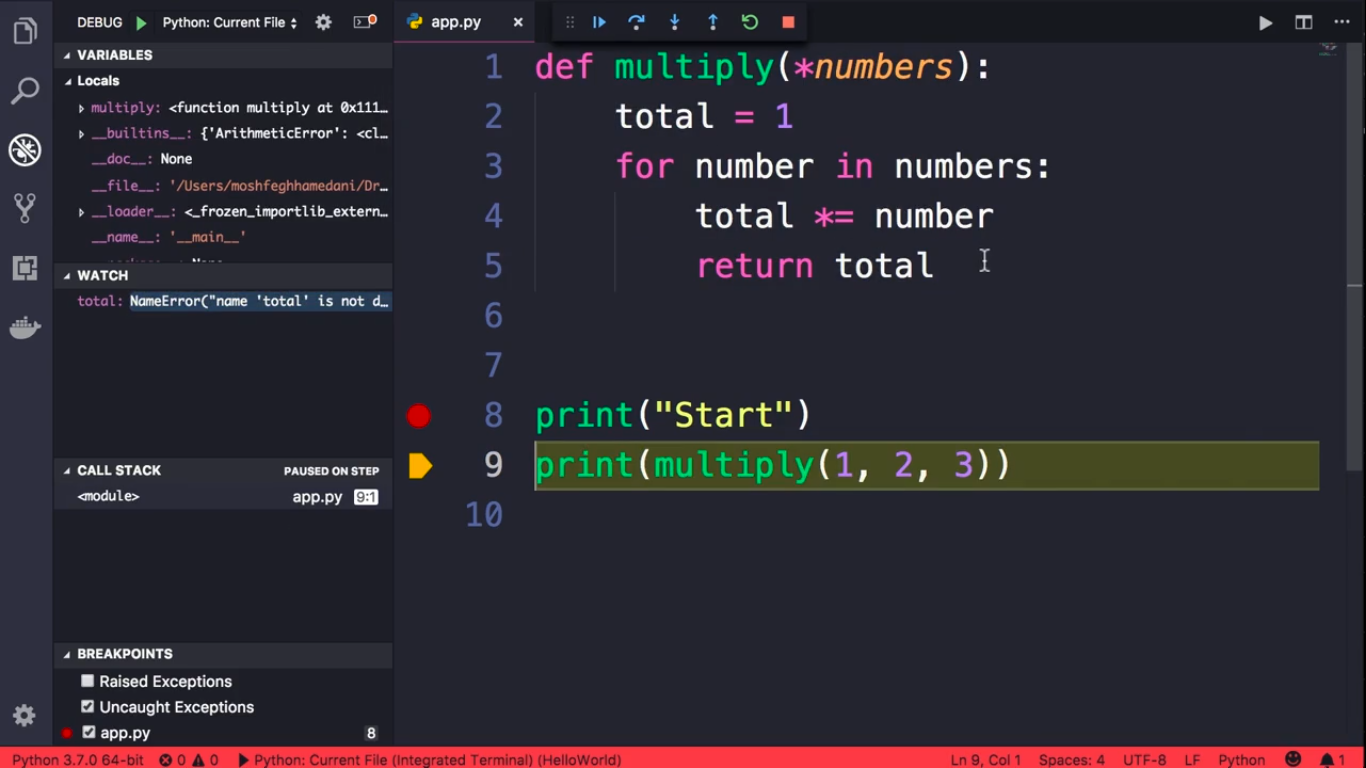 DEBUG Python: Current File
app.py
VARIABLES
Locals
multiply: <function multiply at 0x111…
__builtins__: {'ArithmeticError': <cl…
__doc__: None
__file__: '/Users/moshfeghhamedani/Dr…
__loader__: <_frozen_importlib_extern…
__name__: '__main__'
WATCH
total: NameError("name 'total' is not d…
CALL STACK PAUSED ON STEP
<module> app.py 9:1
BREAKPOINTS
Raised Exceptions
Uncaught Exceptions
app.py 8
1 def multiply(*numbers):
2     total = 1
3     for number in numbers:
4         total *= number
5         return total
6
7
8 print("Start")
9 print(multiply(1, 2, 3))
10
Python 3.7.0 64-bit 0 0 Python: Current File (Integrated Terminal) (HelloWorld) Ln 9, Col 1 Spaces: 4 UTF-8 LF Python 1